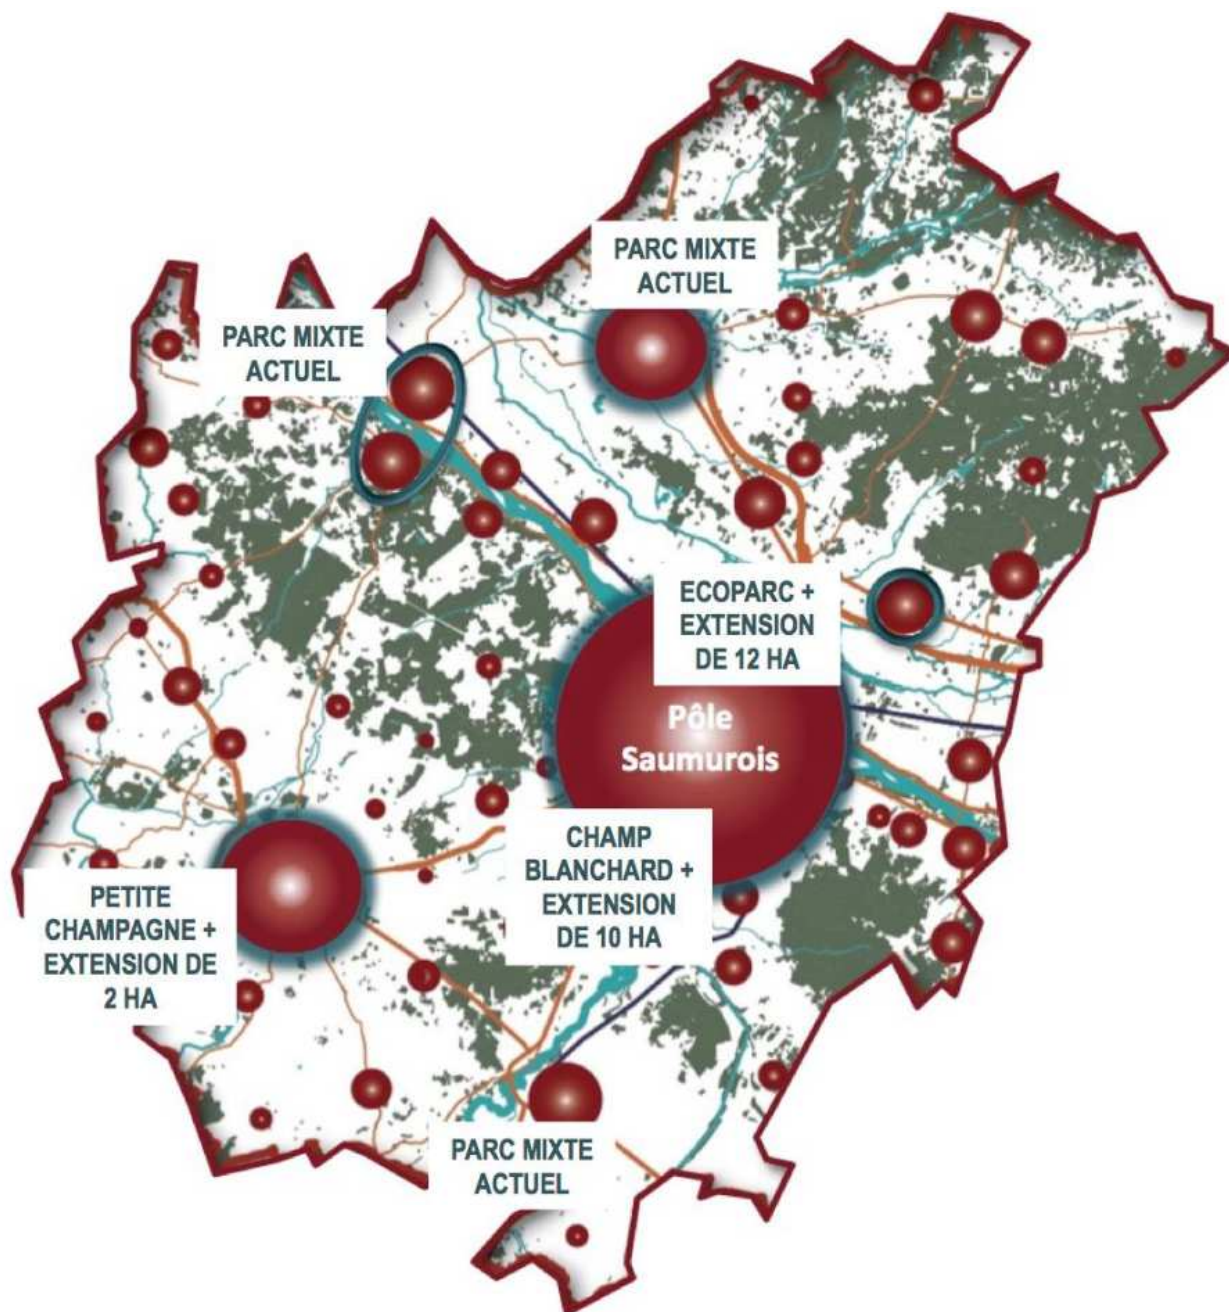 PARC MIXTE
ACTUEL
PARC MIXTE
ACTUEL
ECOPARC +
EXTENSION
DE 12 HA
Pôle
Saumurois
CHAMP
BLANCHARD +
EXTENSION
DE 10 HA
PETITE
CHAMPAGNE +
EXTENSION DE
2 HA
PARC MIXTE
ACTUEL